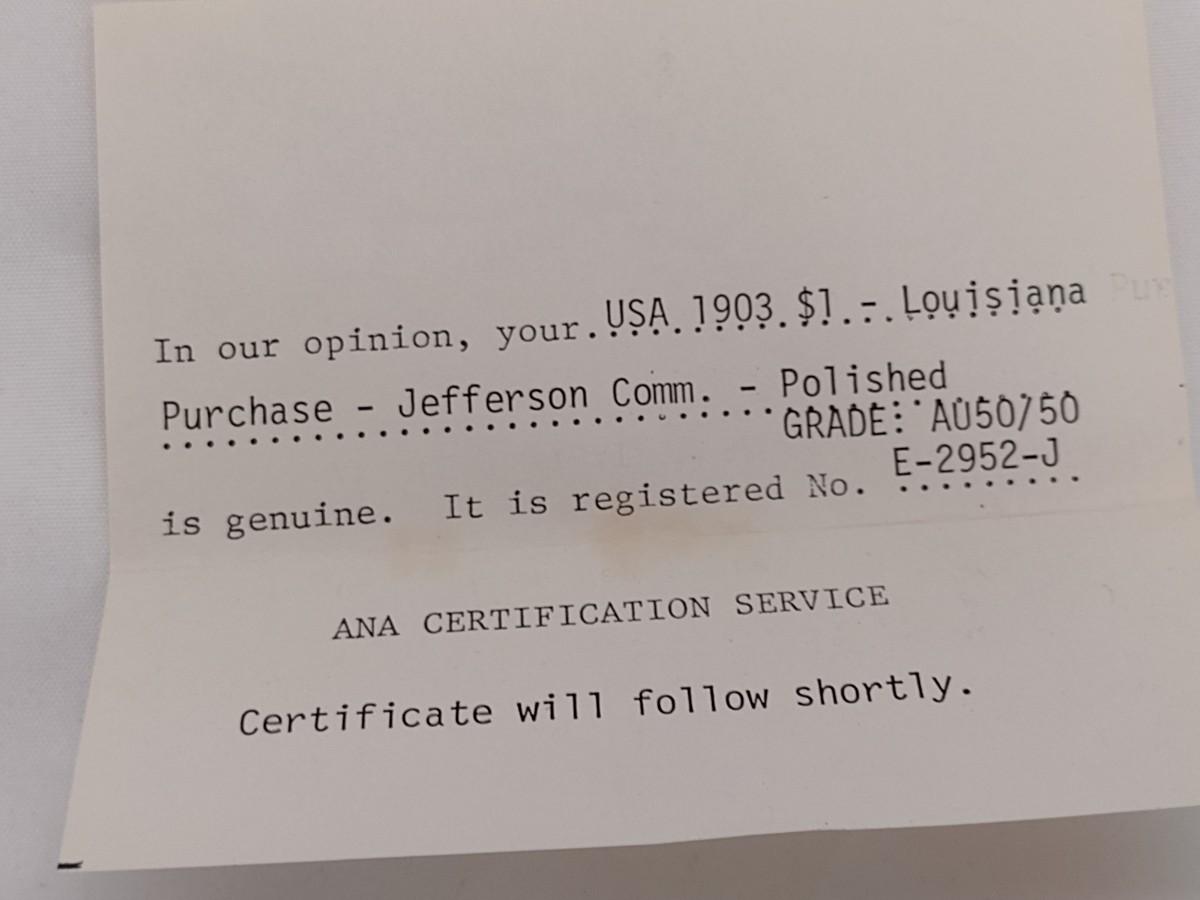 In our opinion, your.USA 1903 $1 - Louisiana
Purchase - Jefferson Comm. - Polished
GRADE: AU50/50
E-2952-J
is genuine. It is registered No.
ANA CERTIFICATION SERVICE
Certificate will follow shortly.